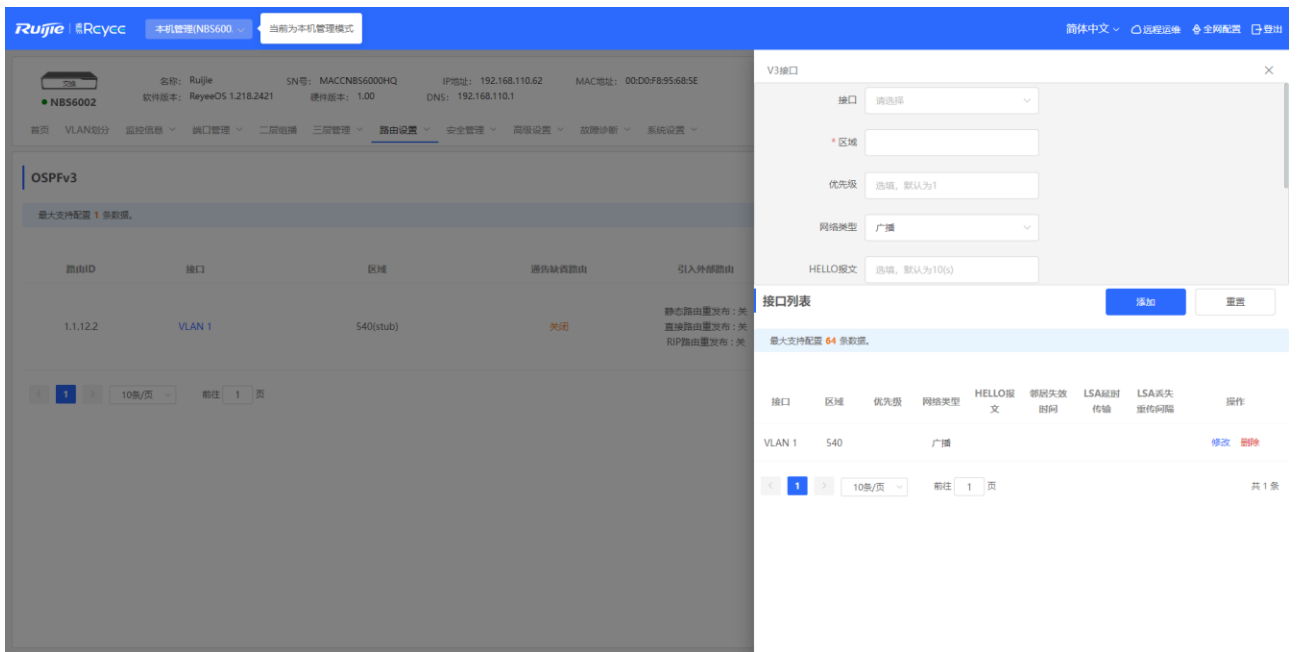 Ruijie Rcycc 本机管理(NBS600. 当前为本机管理模式 简体中文 远程运维 全网配置 登出
交换
NBS6002
名称: Ruijie SN号: MACCNBS6000HQ IP地址: 192.168.110.62 MAC地址: 00:D0:F8:95:68:5E
软件版本: ReyeeOS 1.218.2421 硬件版本: 1.00 DNS: 192.168.110.1
首页 VLAN划分 监控信息 端口管理 二层组播 三层管理 路由设置 安全管理 高级设置 故障诊断 系统设置
OSPFv3
最大支持配置 1 条数据。
路由ID 接口 区域 通告缺省路由 引入外部路由
1.1.12.2 VLAN 1 540(stub) 关闭
静态路由重发布 : 关
直接路由重发布 : 关
RIP路由重发布 : 关
1 10条/页 前往 1 页
V3接口
接口 请选择
* 区域
优先级 选填，默认为1
网络类型 广播
HELLO报文 选填，默认为10(s)
接口列表 添加 重置
最大支持配置 64 条数据。
接口 区域 优先级 网络类型 HELLO报文 邻居失效时间 LSA延时传输 LSA丢失重传间隔 操作
VLAN 1 540 广播 修改 删除
1 10条/页 前往 1 页 共 1 条